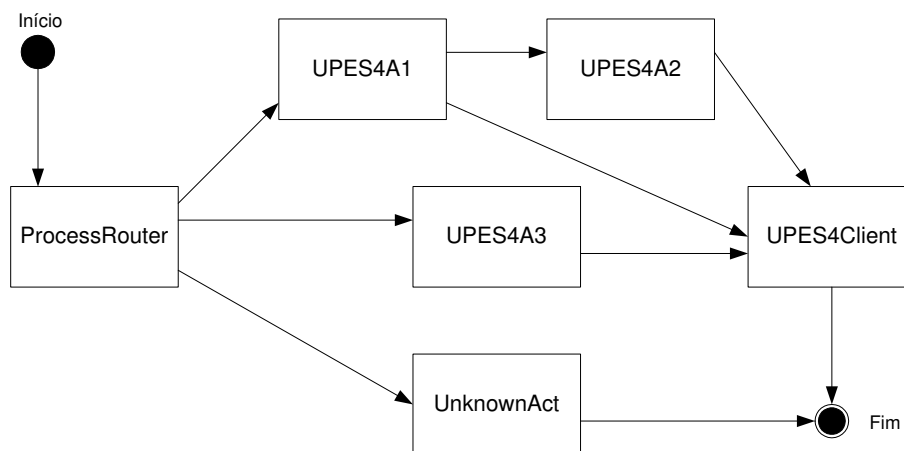 Início
UPES4A1
UPES4A2
ProcessRouter
UPES4A3
UPES4Client
UnknownAct
Fim